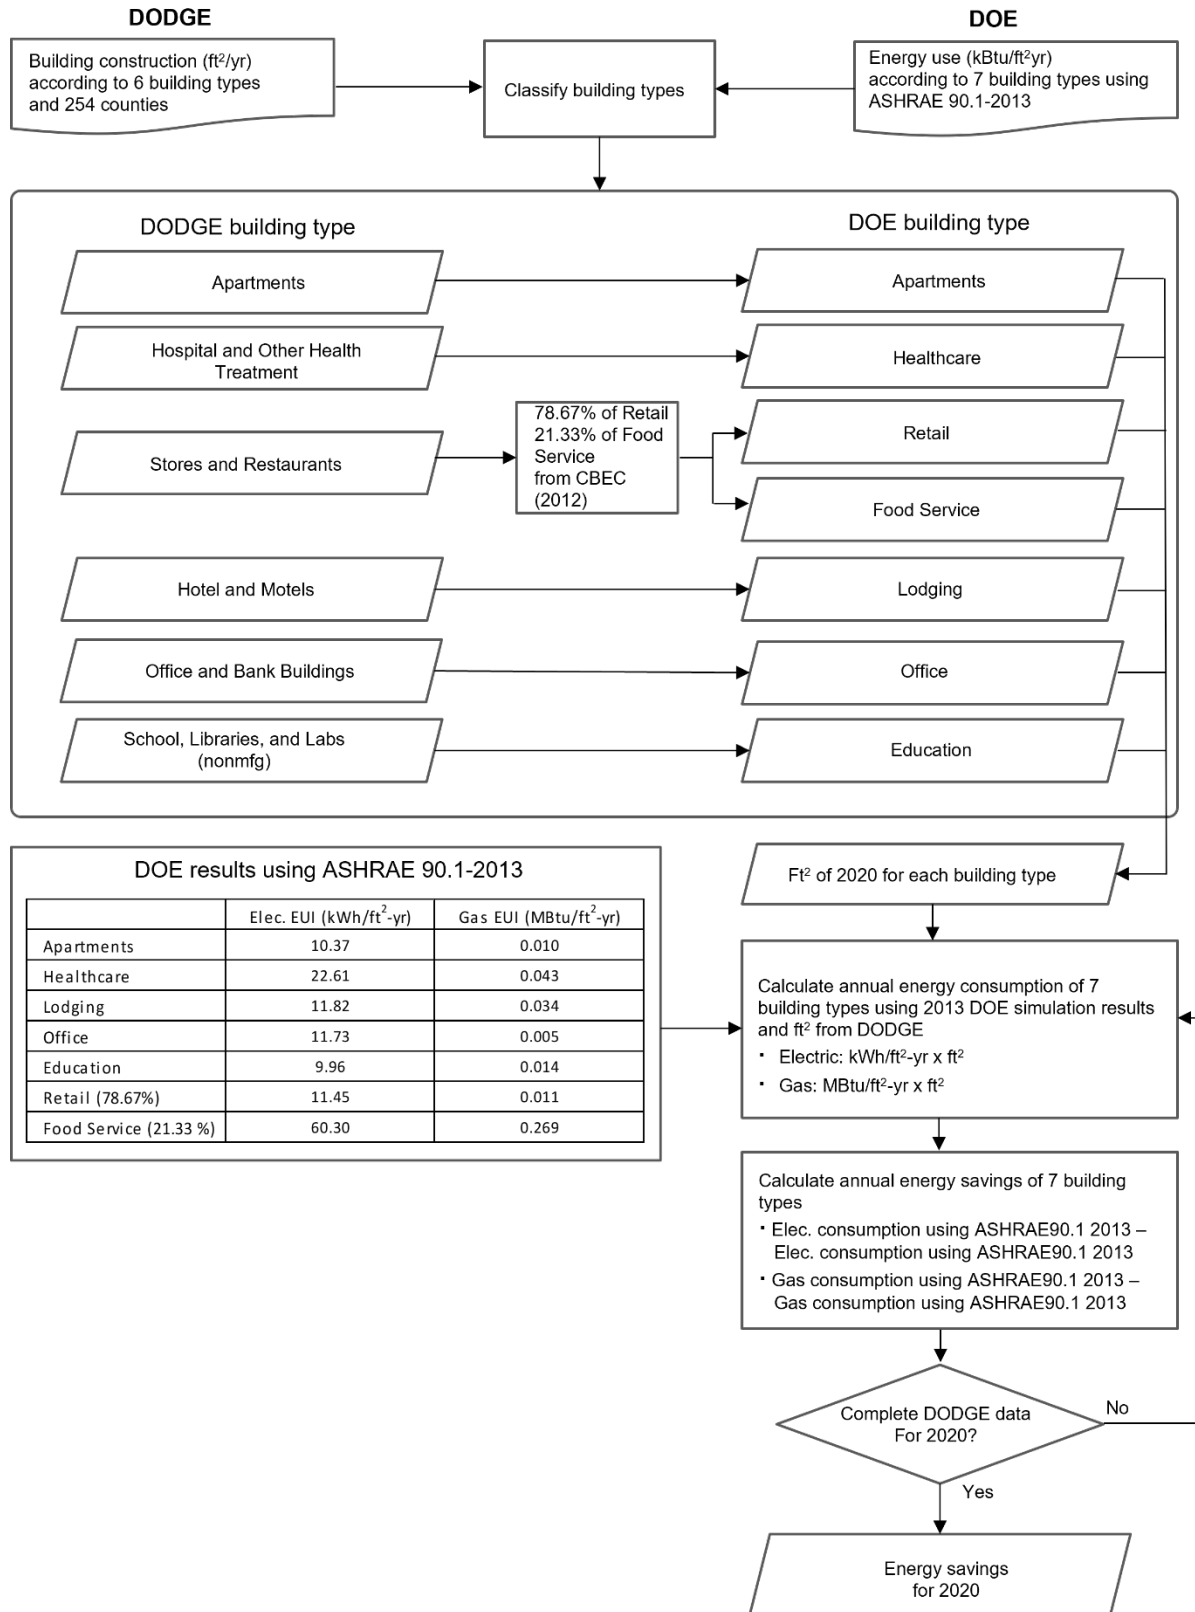 DODGE
DOE
Building construction (ft²/yr)
according to 6 building types
and 254 counties
Classify building types
Energy use (kBtu/ft²yr)
according to 7 building types using
ASHRAE 90.1-2013
DODGE building type
DOE building type
Apartments
Apartments
Hospital and Other Health
Treatment
Healthcare
Stores and Restaurants
78.67% of Retail
21.33% of Food
Service
from CBEC
(2012)
Retail
Food Service
Hotel and Motels
Lodging
Office and Bank Buildings
Office
School, Libraries, and Labs
(nonmfg)
Education
DOE results using ASHRAE 90.1-2013
Elec. EUI (kWh/ft²-yr) Gas EUI (MBtu/ft²-yr)
Apartments 10.37 0.010
Healthcare 22.61 0.043
Lodging 11.82 0.034
Office 11.73 0.005
Education 9.96 0.014
Retail (78.67%) 11.45 0.011
Food Service (21.33 %) 60.30 0.269
Ft² of 2020 for each building type
Calculate annual energy consumption of 7
building types using 2013 DOE simulation results
and ft² from DODGE
· Electric: kWh/ft²-yr x ft²
· Gas: MBtu/ft²-yr x ft²
Calculate annual energy savings of 7 building
types
· Elec. consumption using ASHRAE90.1 2013 –
Elec. consumption using ASHRAE90.1 2013
· Gas consumption using ASHRAE90.1 2013 –
Gas consumption using ASHRAE90.1 2013
Complete DODGE data
For 2020?
No
Yes
Energy savings
for 2020